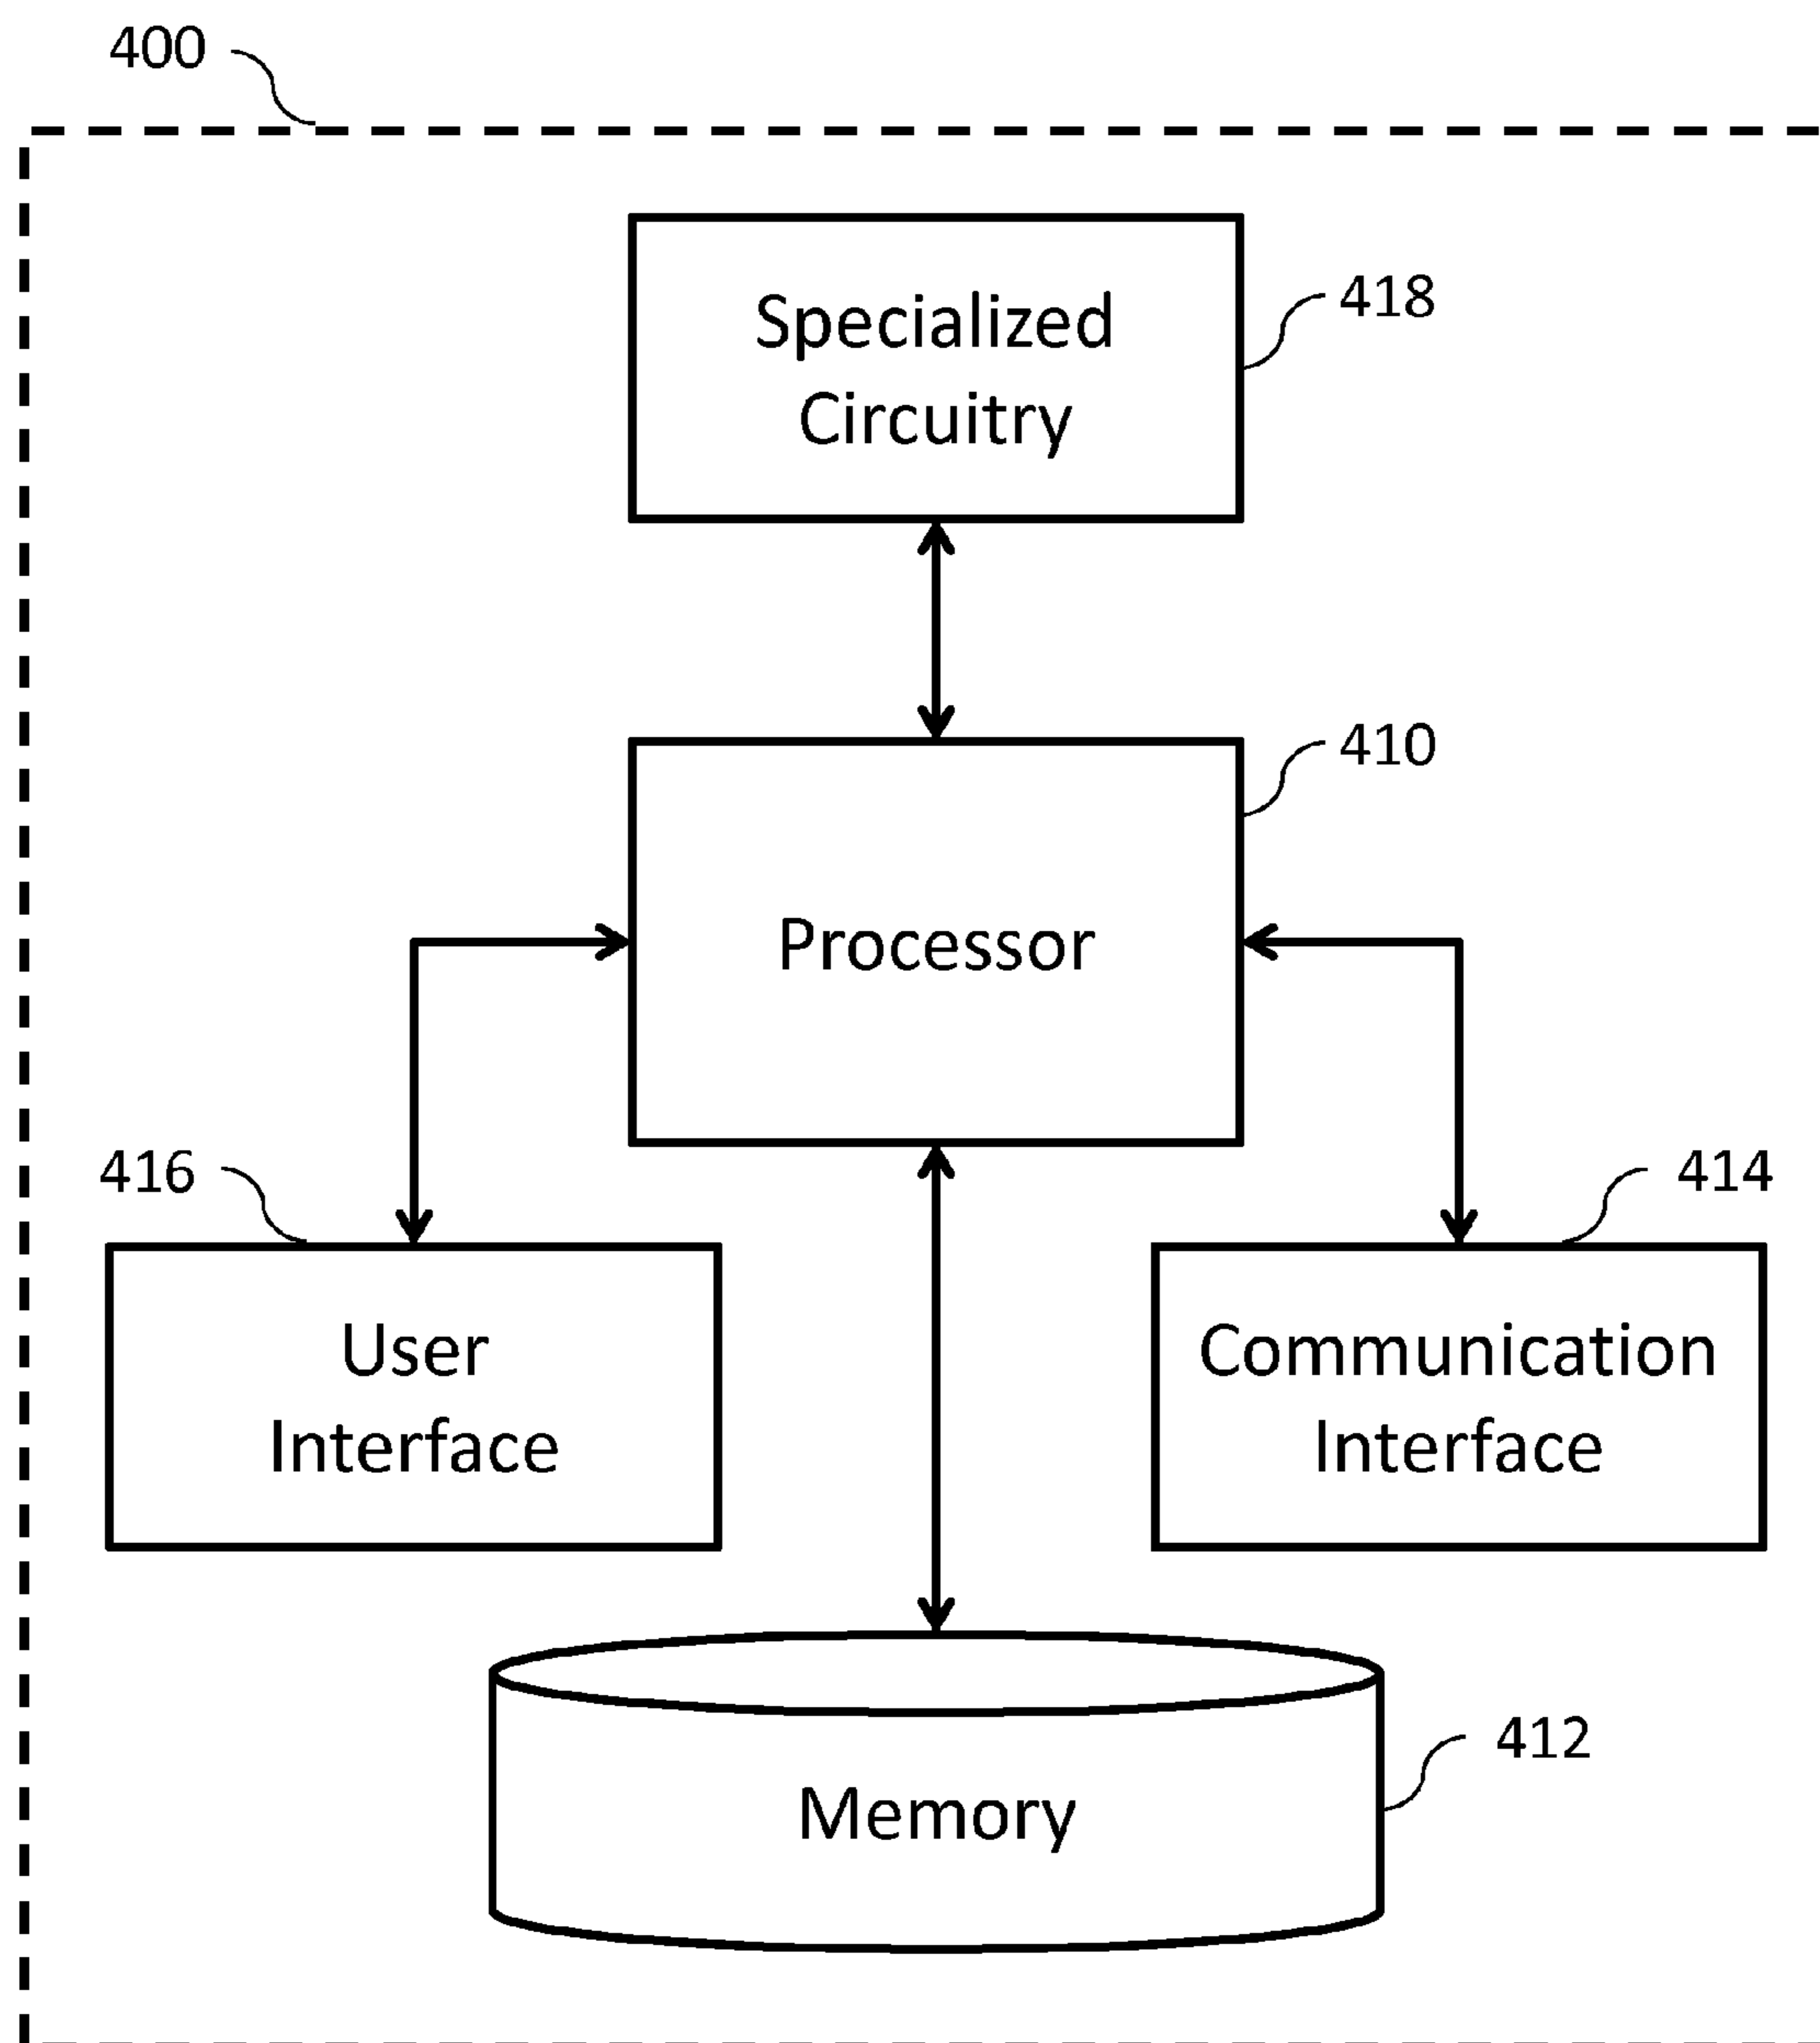 400
Specialized
Circuitry
418
Processor
410
416
414
User
Interface
Communication
Interface
Memory
412